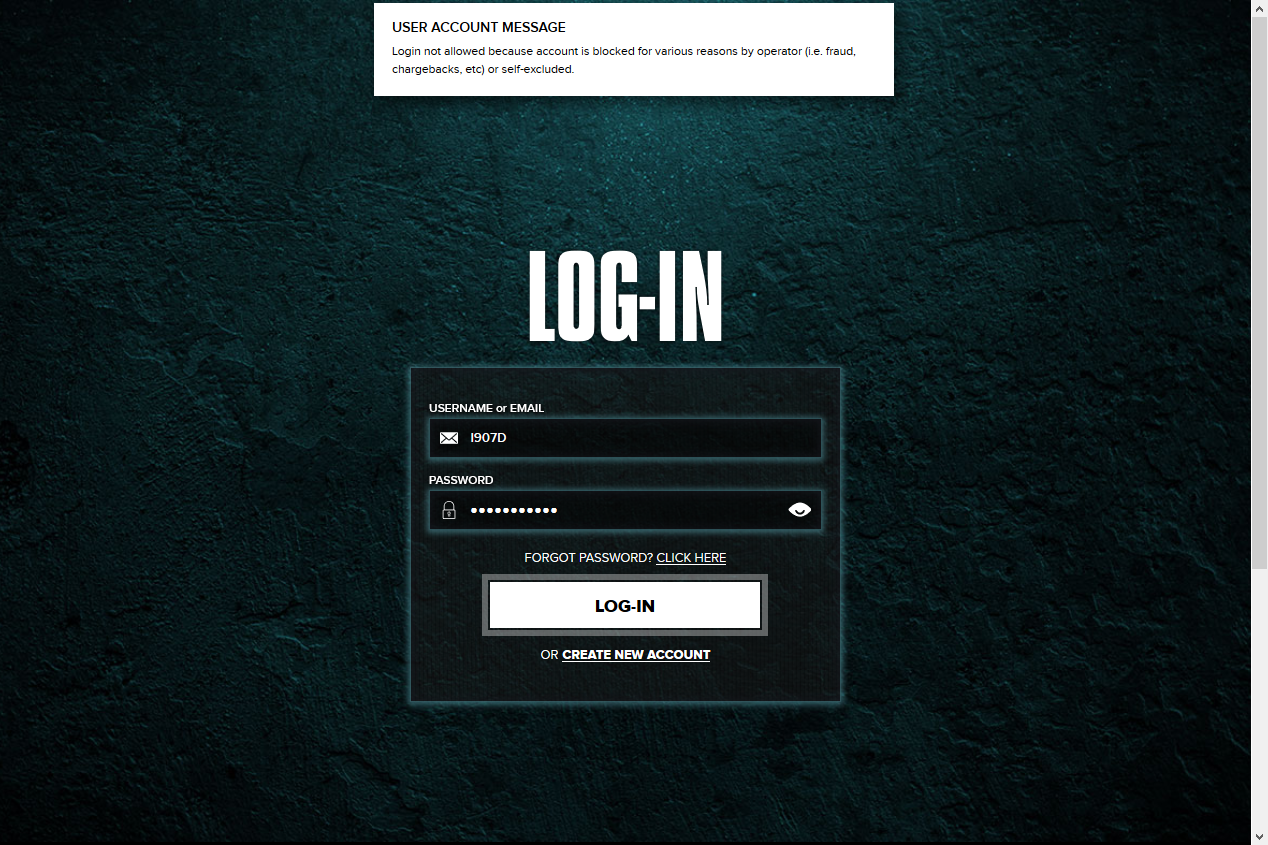 USER ACCOUNT MESSAGE
Login not allowed because account is blocked for various reasons by operator (i.e. fraud,
chargebacks, etc) or self-excluded.
LOG-IN
USERNAME or EMAIL
I907D
PASSWORD
FORGOT PASSWORD? CLICK HERE
LOG-IN
OR CREATE NEW ACCOUNT